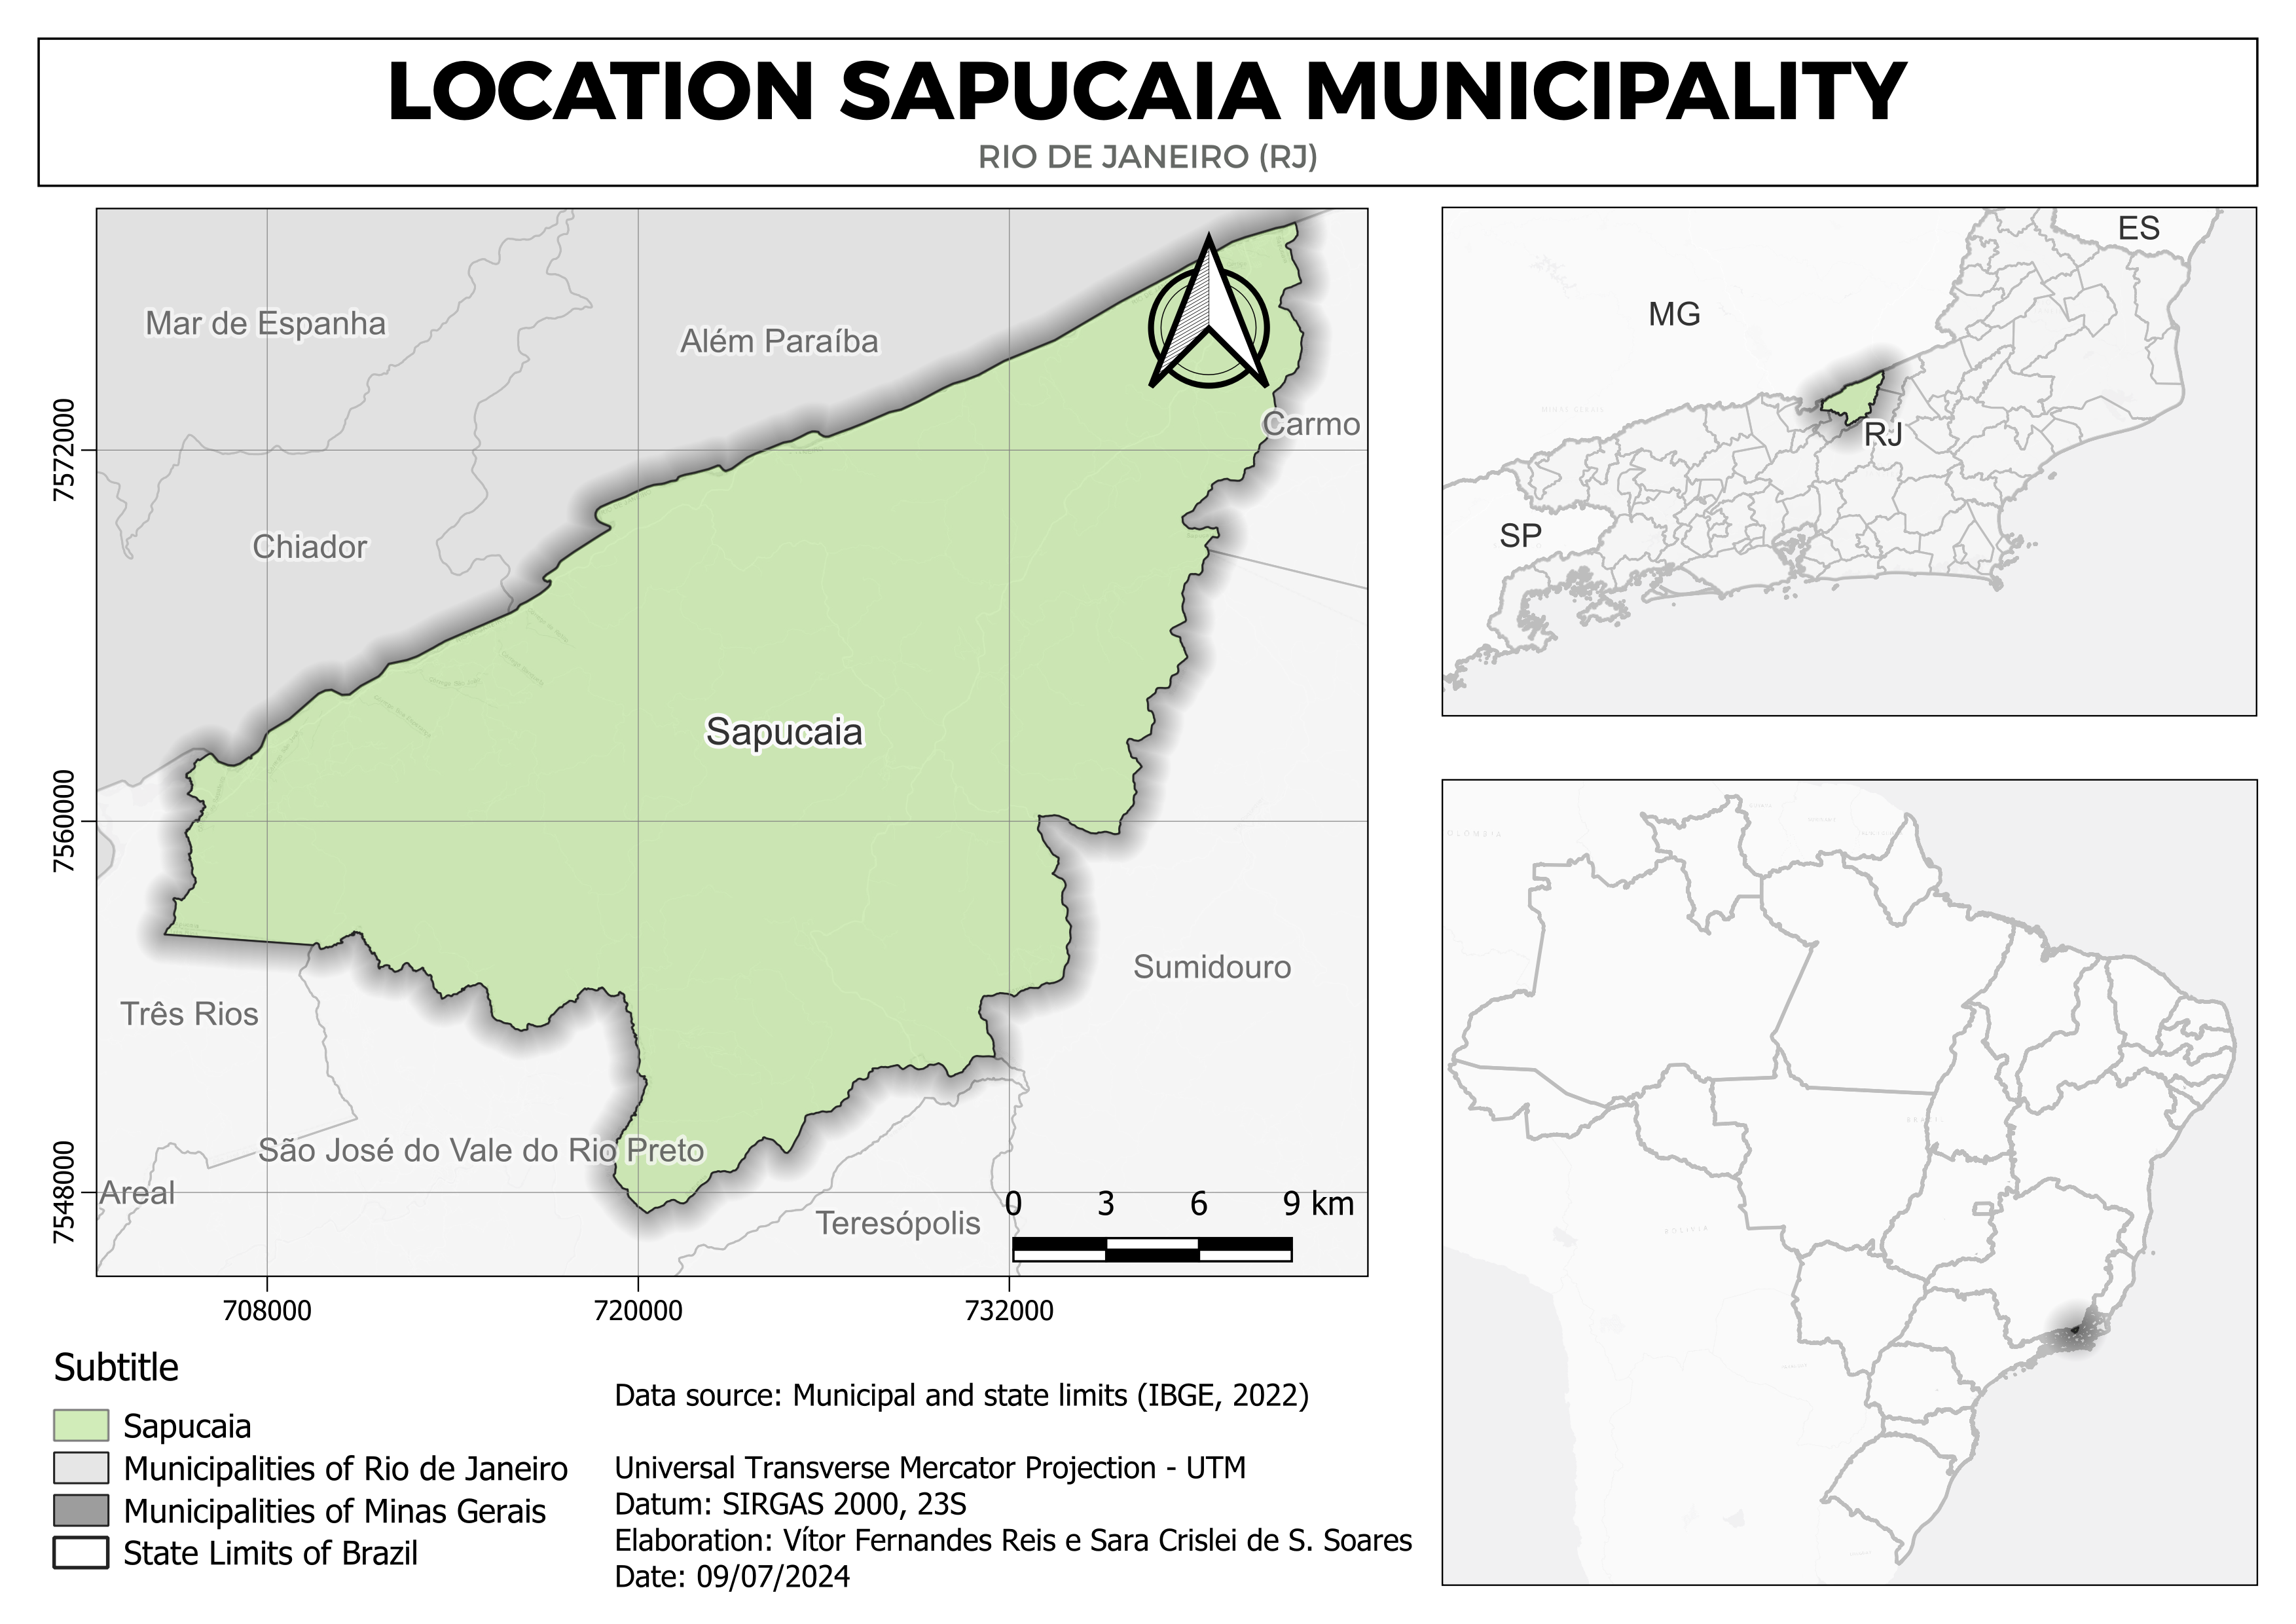 LOCATION SAPUCAIA MUNICIPALITY
RIO DE JANEIRO (RJ)
Mar de Espanha
Além Paraíba
Carmo
Chiador
Sapucaia
Sumidouro
Três Rios
São José do Vale do Rio Preto
Areal
Teresópolis
0 3 6 9 km
7572000
7560000
7548000
708000 720000 732000
ES
MG
RJ
SP
Subtitle
Sapucaia
Municipalities of Rio de Janeiro
Municipalities of Minas Gerais
State Limits of Brazil
Data source: Municipal and state limits (IBGE, 2022)
Universal Transverse Mercator Projection - UTM
Datum: SIRGAS 2000, 23S
Elaboration: Vítor Fernandes Reis e Sara Crislei de S. Soares
Date: 09/07/2024